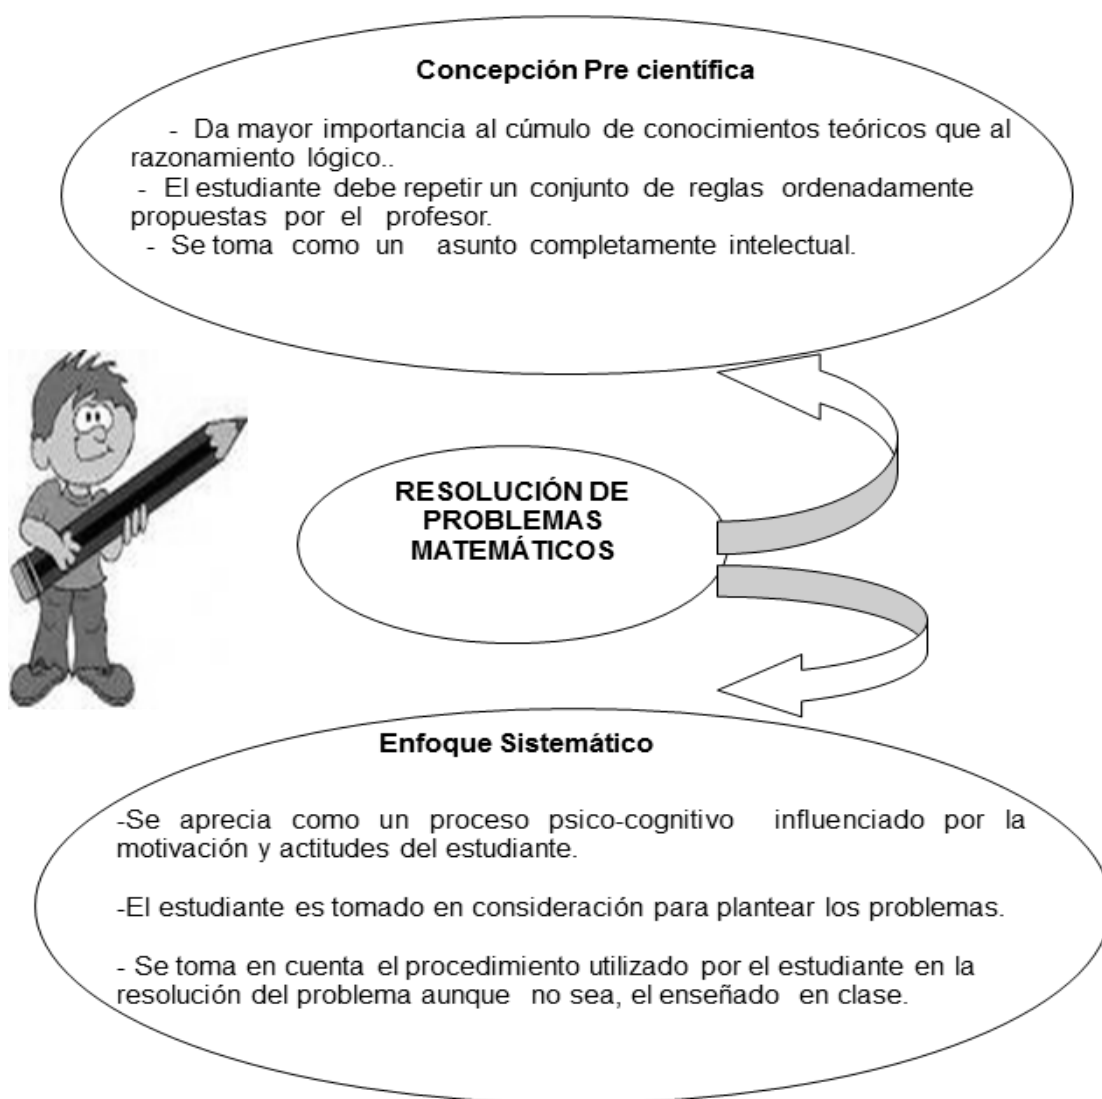 Concepción Pre científica
- Da mayor importancia al cúmulo de conocimientos teóricos que al
razonamiento lógico..
- El estudiante debe repetir un conjunto de reglas ordenadamente
propuestas por el profesor.
- Se toma como un asunto completamente intelectual.
RESOLUCIÓN DE
PROBLEMAS
MATEMÁTICOS
Enfoque Sistemático
-Se aprecia como un proceso psico-cognitivo influenciado por la
motivación y actitudes del estudiante.
-El estudiante es tomado en consideración para plantear los problemas.
- Se toma en cuenta el procedimiento utilizado por el estudiante en la
resolución del problema aunque no sea, el enseñado en clase.